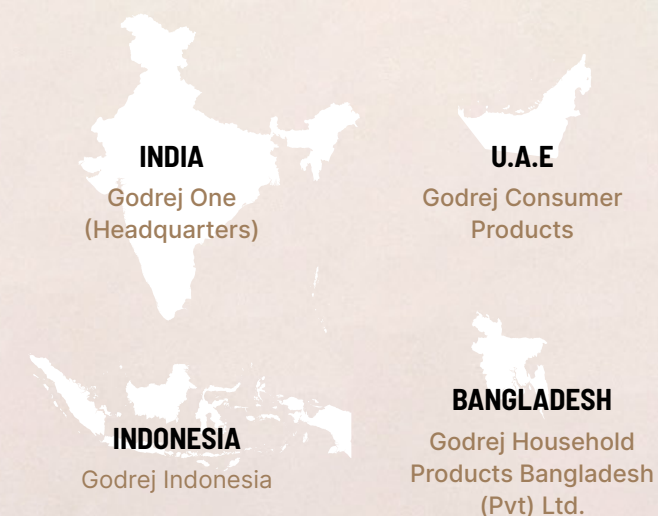 INDIA
Godrej One
(Headquarters)
U.A.E
Godrej Consumer
Products
INDONESIA
Godrej Indonesia
BANGLADESH
Godrej Household
Products Bangladesh
(Pvt) Ltd.